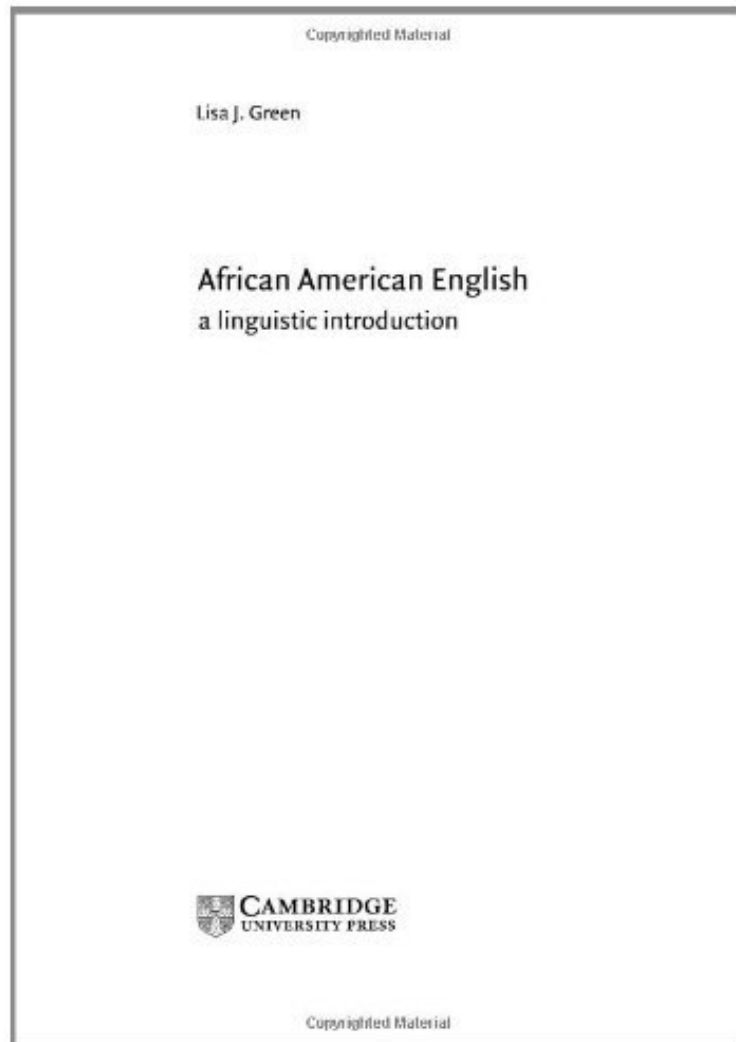 Copyrighted Material
Lisa J. Green
African American English
a linguistic introduction
CAMBRIDGE
UNIVERSITY PRESS
Copyrighted Material